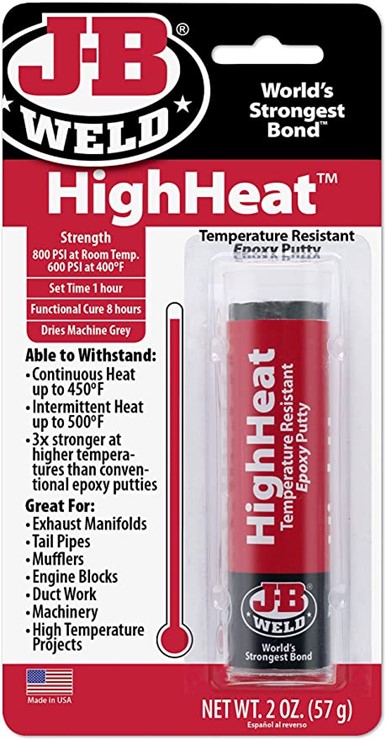 J-B
WELD
®
World's
Strongest
Bond™
HighHeat™
Strength
800 PSI at Room Temp.
600 PSI at 400°F
Set Time 1 hour
Functional Cure 8 hours
Dries Machine Grey
Temperature Resistant
Epoxy Putty
Able to Withstand:
• Continuous Heat
up to 450°F
• Intermittent Heat
up to 500°F
• 3x stronger at
higher tempera-
tures than conven-
tional epoxy putties
Great For:
• Exhaust Manifolds
• Tail Pipes
• Mufflers
• Engine Blocks
• Duct Work
• Machinery
• High Temperature
Projects
HighHeat
Temperature Resistant
Epoxy Putty
J-B
WELD
World's
Strongest Bond
Made in USA
NET WT. 2 OZ. (57 g)
Español al reverso